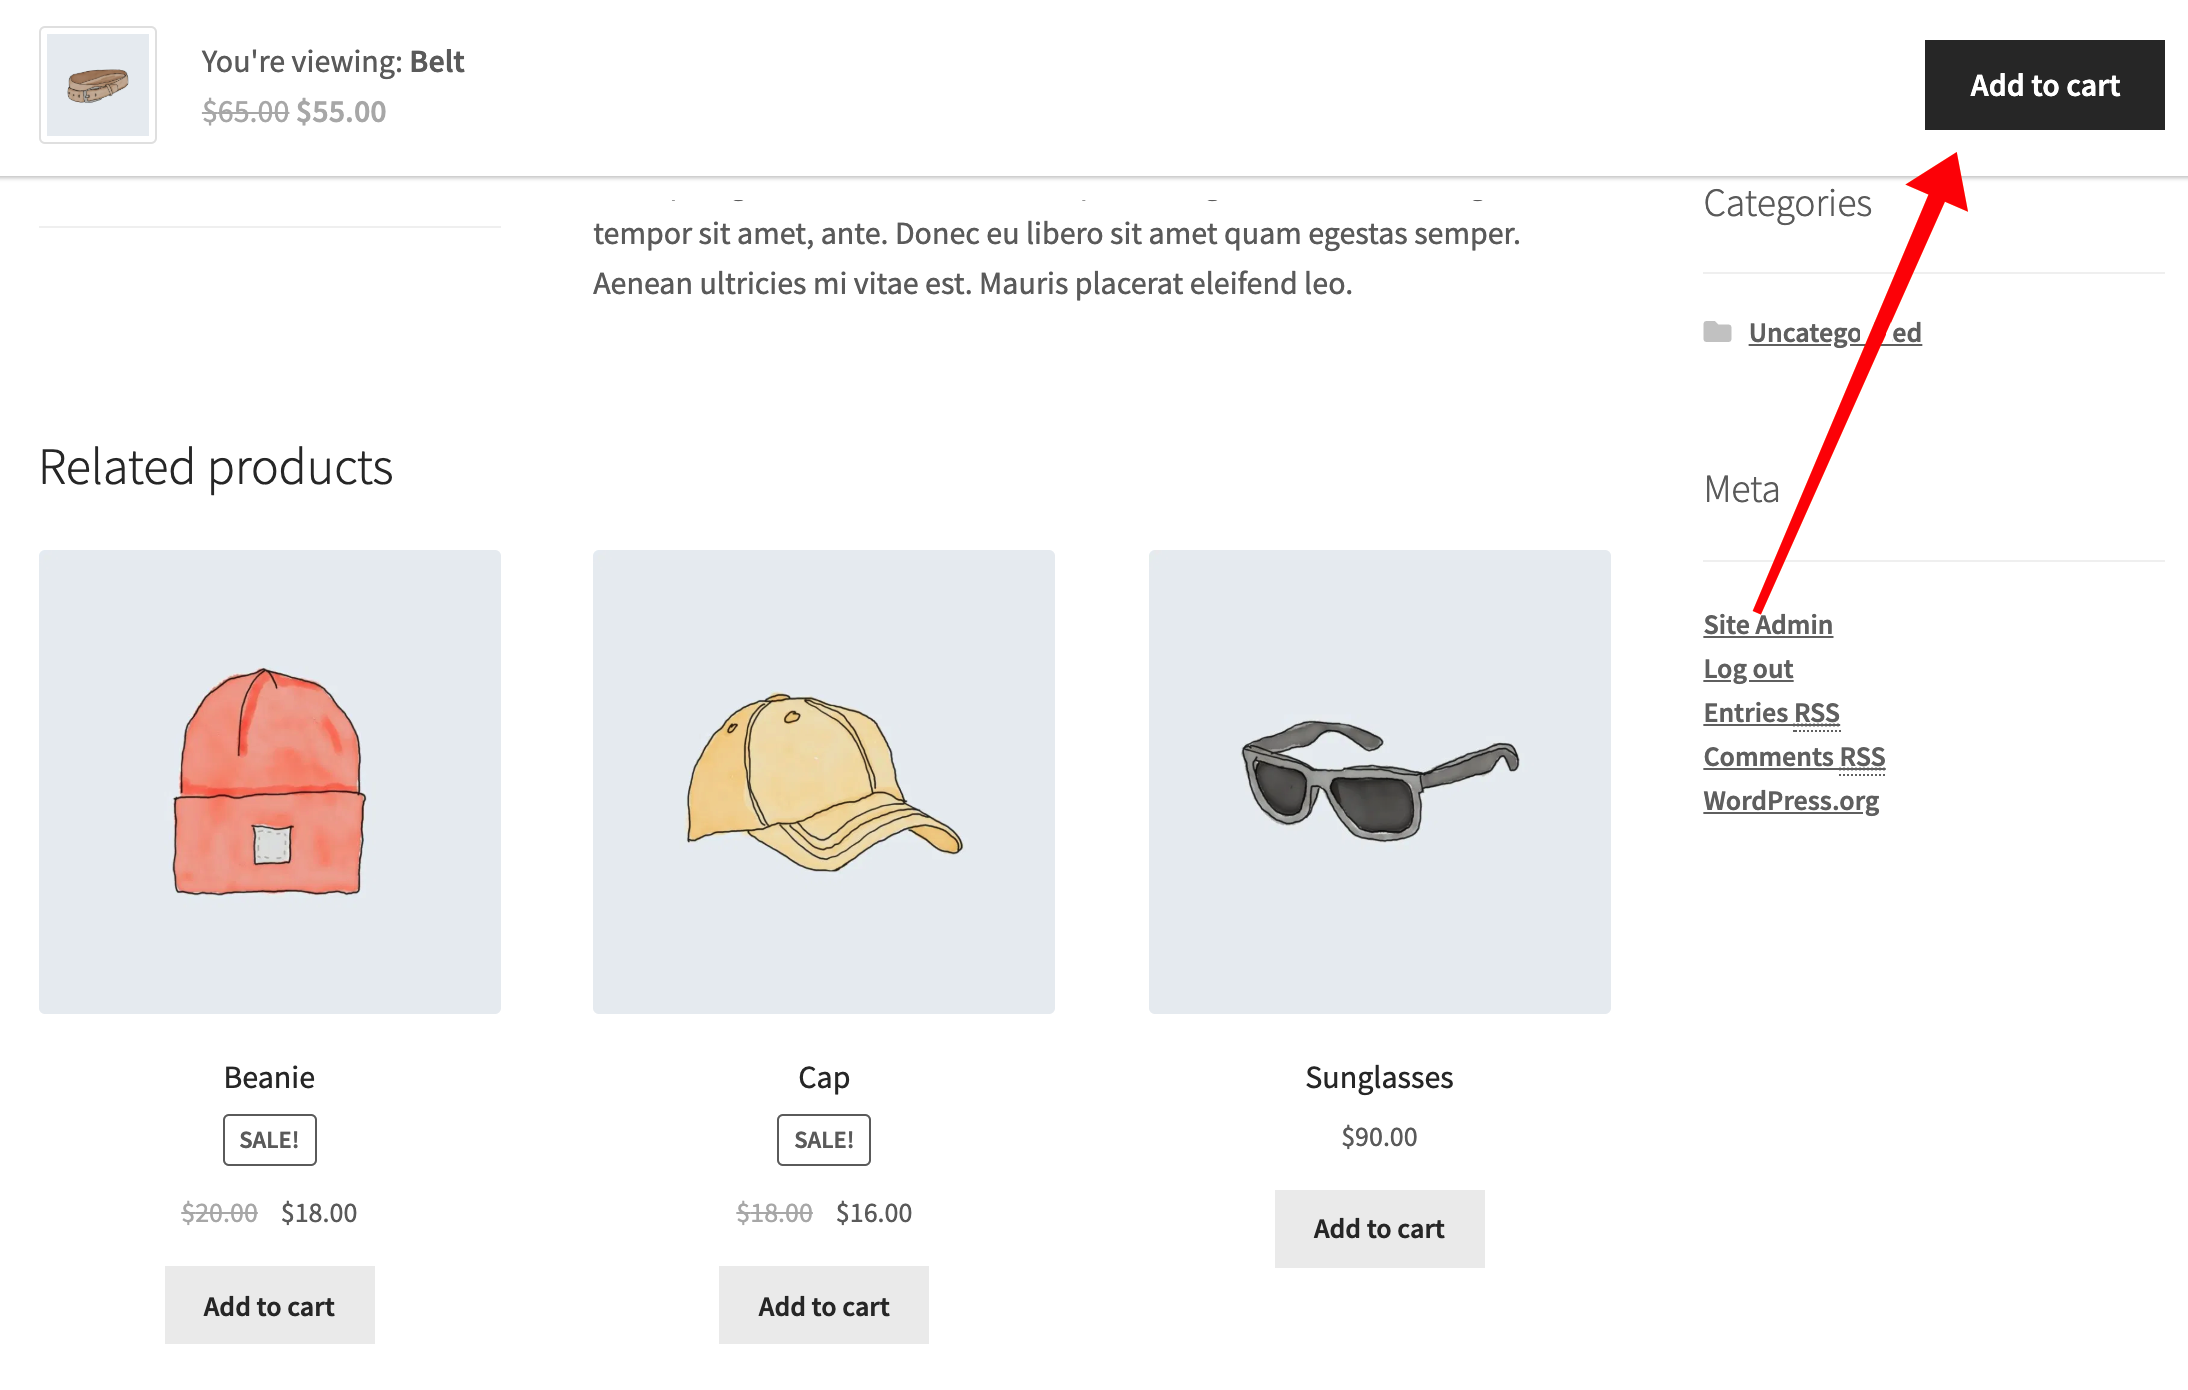 You're viewing: Belt
$65.00 $55.00
Add to cart
tempor sit amet, ante. Donec eu libero sit amet quam egestas semper.
Aenean ultricies mi vitae est. Mauris placerat eleifend leo.
Categories
Related products
Beanie
SALE!
$20.00 $18.00
Add to cart
Cap
SALE!
$18.00 $16.00
Add to cart
Sunglasses
$90.00
Add to cart
Meta
Site Admin
Log out
Entries RSS
Comments RSS
WordPress.org